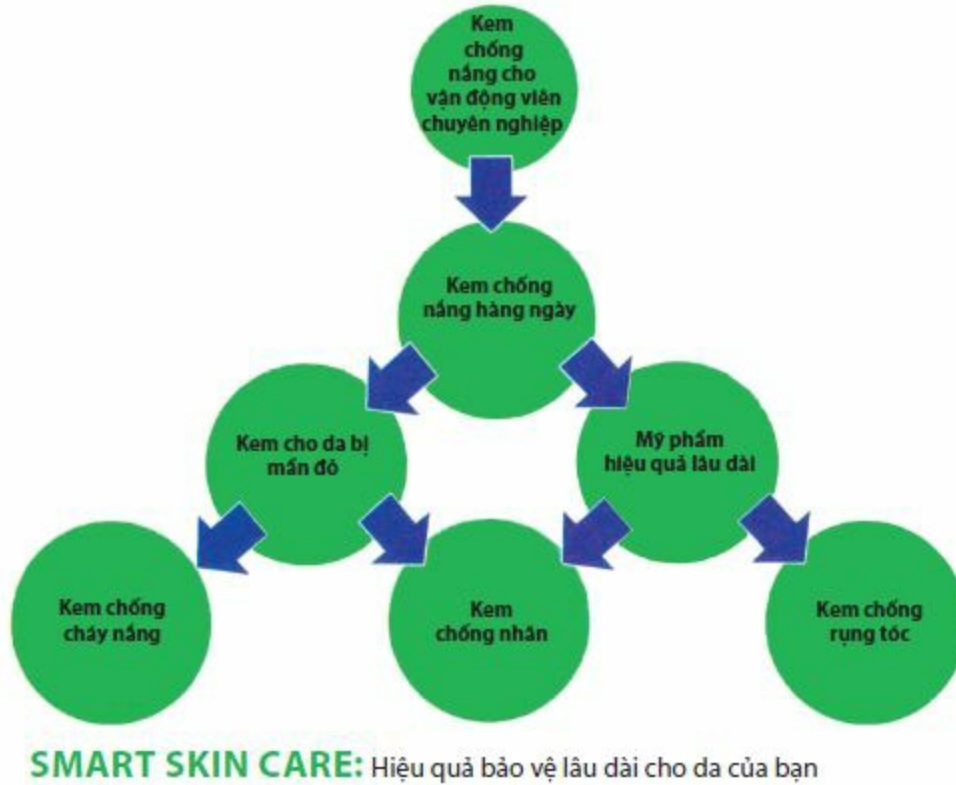 Kem
chống
nắng cho
vận động viên
chuyên nghiệp
Kem chống
nắng hàng ngày
Kem cho da bị
mẩn đỏ
Mỹ phẩm
hiệu quả lâu dài
Kem chống
cháy nắng
Kem
chống nhăn
Kem chống
rụng tóc
SMART SKIN CARE: Hiệu quả bảo vệ lâu dài cho da của bạn